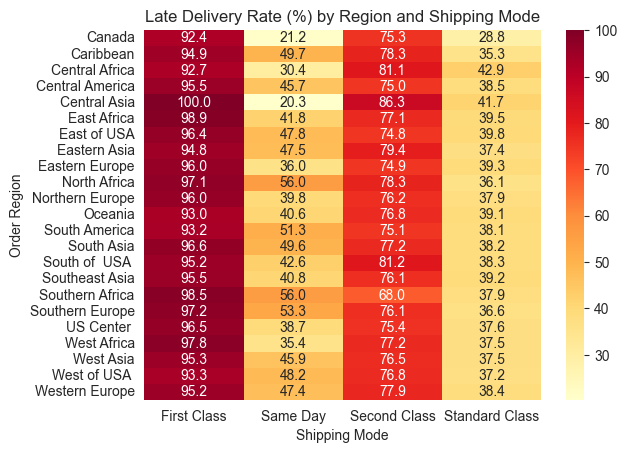 Late Delivery Rate (%) by Region and Shipping Mode
Order Region
Canada 92.4 21.2 75.3 28.8
Caribbean 94.9 49.7 78.3 35.3
Central Africa 92.7 30.4 81.1 42.9
Central America 95.5 45.7 75.0 38.5
Central Asia 100.0 20.3 86.3 41.7
East Africa 98.9 41.8 77.1 39.5
East of USA 96.4 47.8 74.8 39.8
Eastern Asia 94.8 47.5 79.4 37.4
Eastern Europe 96.0 36.0 74.9 39.3
North Africa 97.1 56.0 78.3 36.1
Northern Europe 96.0 39.8 76.2 37.9
Oceania 93.0 40.6 76.8 39.1
South America 93.2 51.3 75.1 38.1
South Asia 96.6 49.6 77.2 38.2
South of  USA 95.2 42.6 81.2 38.3
Southeast Asia 95.5 40.8 76.1 39.2
Southern Africa 98.5 56.0 68.0 37.9
Southern Europe 97.2 53.3 76.1 36.6
US Center 96.5 38.7 75.4 37.6
West Africa 97.8 35.4 77.2 37.5
West Asia 95.3 45.9 76.5 37.5
West of USA 93.3 48.2 76.8 37.2
Western Europe 95.2 47.4 77.9 38.4
First Class Same Day Second Class Standard Class
Shipping Mode
100
90
80
70
60
50
40
30